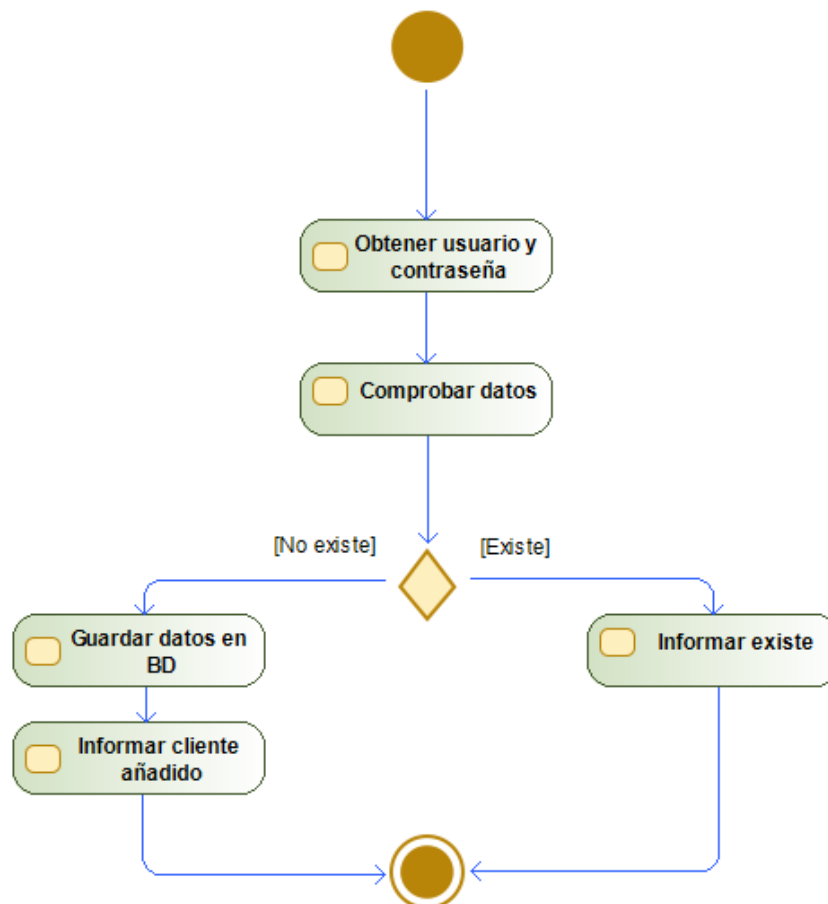 Obtener usuario y
contraseña
Comprobar datos
[No existe]
[Existe]
Guardar datos en
BD
Informar existe
Informar cliente
añadido